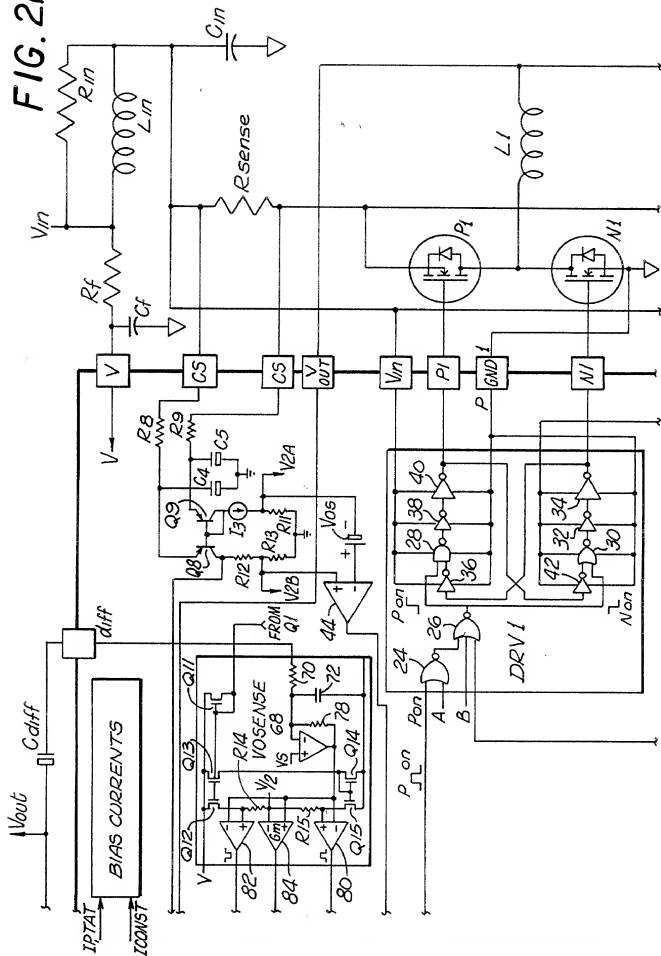 FIG. 2
Rin
Lin
Cin
Vin
Rf
Cf
Rsense
L1
P1
N1
V
CS
CS
VOUT
Vin
P1
P GND 1
N1
V
R8
R9
C4
C5
Q9
Q8
I3
V2A
R11
R12
R13
V2B
Vos
+
-
44
+
-
diff
Cdiff
Vout
FROM Q1
Q11
Q13
Q12
VOSENSE
R14
V/2
68
VS
70
72
78
Q14
Q15
R15
V
82
84
80
Gm
BIAS CURRENTS
IPTAT
ICONST
Pon
40
38
28
36
34
32
30
42
Non
26
24
DRV 1
Pon
A
B
Pon